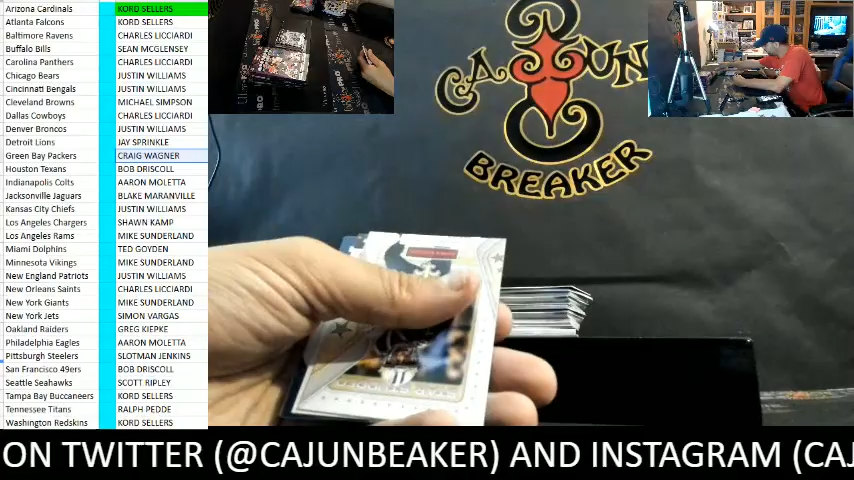 Arizona Cardinals KORD SELLERS
Atlanta Falcons KORD SELLERS
Baltimore Ravens CHARLES LICCIARDI
Buffalo Bills SEAN MCGLENSEY
Carolina Panthers CHARLES LICCIARDI
Chicago Bears JUSTIN WILLIAMS
Cincinnati Bengals JUSTIN WILLIAMS
Cleveland Browns MICHAEL SIMPSON
Dallas Cowboys CHARLES LICCIARDI
Denver Broncos JUSTIN WILLIAMS
Detroit Lions JAY SPRINKLE
Green Bay Packers CRAIG WAGNER
Houston Texans BOB DRISCOLL
Indianapolis Colts AARON MOLETTA
Jacksonville Jaguars BLAKE MARANVILLE
Kansas City Chiefs JUSTIN WILLIAMS
Los Angeles Chargers SHAWN KAMP
Los Angeles Rams MIKE SUNDERLAND
Miami Dolphins TED GOYDEN
Minnesota Vikings MIKE SUNDERLAND
New England Patriots JUSTIN WILLIAMS
New Orleans Saints CHARLES LICCIARDI
New York Giants MIKE SUNDERLAND
New York Jets SIMON VARGAS
Oakland Raiders GREG KIEPKE
Philadelphia Eagles AARON MOLETTA
Pittsburgh Steelers SLOTMAN JENKINS
San Francisco 49ers BOB DRISCOLL
Seattle Seahawks SCOTT RIPLEY
Tampa Bay Buccaneers KORD SELLERS
Tennessee Titans RALPH PEDDE
Washington Redskins KORD SELLERS
CAJUN
BREAKER
ON TWITTER (@CAJUNBEAKER) AND INSTAGRAM (CAJ